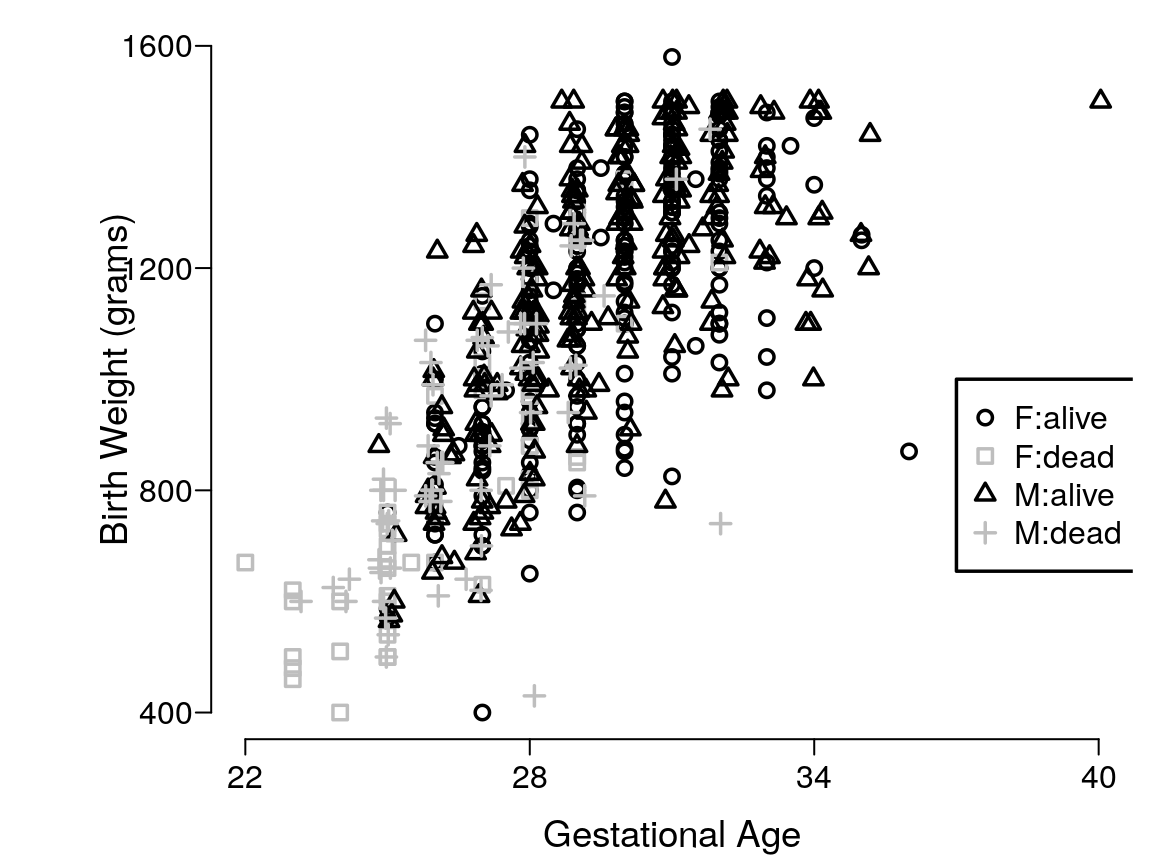 1600
1200
800
400
Birth Weight (grams)
22 28 34 40
Gestational Age
F:alive
F:dead
M:alive
M:dead